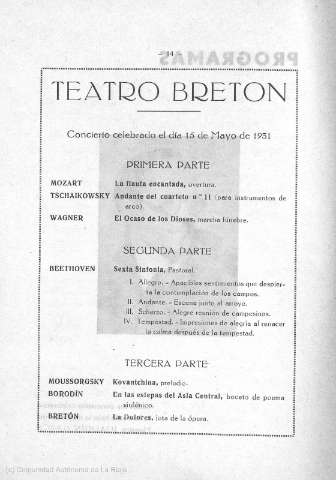 - 14 -
PROGRAMAS
TEATRO BRETON
Concierto celebrado el día 15 de Mayo de 1931
PRIMERA PARTE
MOZART La flauta encantada, overtura.
TSCHAIKOWSKY Andante del cuarteto n.º 11 (para instrumentos de
arco).
WAGNER El Ocaso de los Dioses, marcha fúnebre.
SEGUNDA PARTE
BEETHOVEN Sexta Sinfonía, Pastoral.
I. Allegro. - Apacibles sentimientos que despier-
ta la contemplación de los campos.
II. Andante. - Escena junto al arroyo.
III. Scherzo. - Alegre reunión de campesinos.
IV. Tempestad. - Impresiones de alegría al renacer
la calma después de la tempestad.
TERCERA PARTE
MOUSSORGSKY Kovantchina, preludio.
BORODÍN En las estepas del Asia Central, boceto de poema
sinfónico.
BRETÓN La Dolores, jota de la ópera.
(c) Comunidad Autónoma de La Rioja